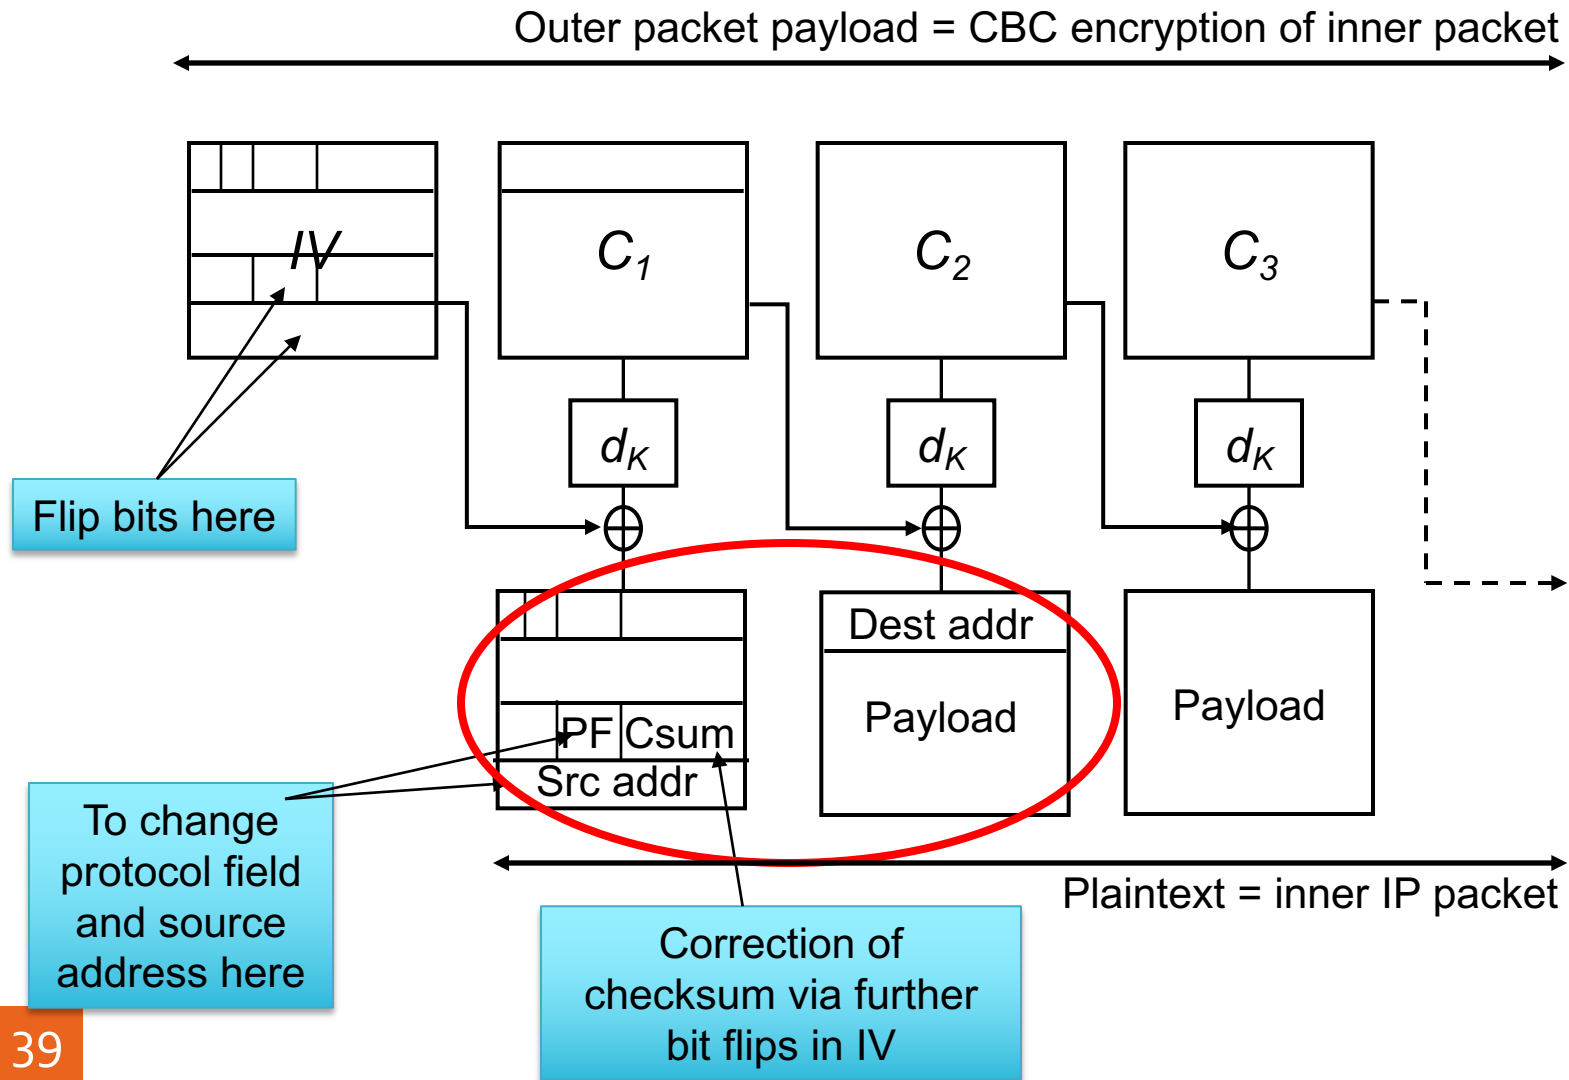 Outer packet payload = CBC encryption of inner packet
IV
C1
C2
C3
dK
dK
dK
Flip bits here
Dest addr
Payload
Payload
PF
Csum
Src addr
To change
protocol field
and source
address here
Plaintext = inner IP packet
Correction of
checksum via further
bit flips in IV
39